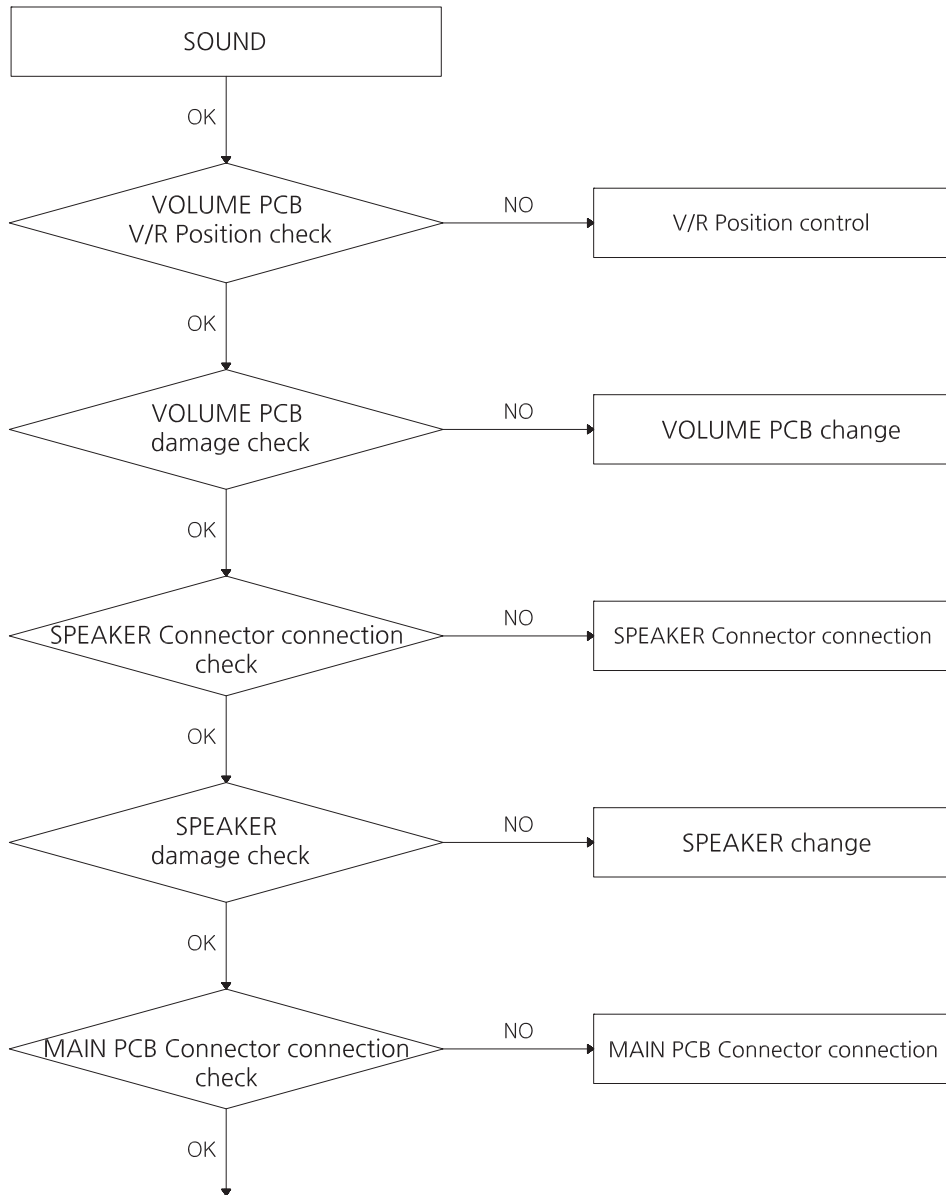 SOUND
OK
VOLUME PCB
V/R Position check
NO
V/R Position control
OK
VOLUME PCB
damage check
NO
VOLUME PCB change
OK
SPEAKER Connector connection
check
NO
SPEAKER Connector connection
OK
SPEAKER
damage check
NO
SPEAKER change
OK
MAIN PCB Connector connection
check
NO
MAIN PCB Connector connection
OK